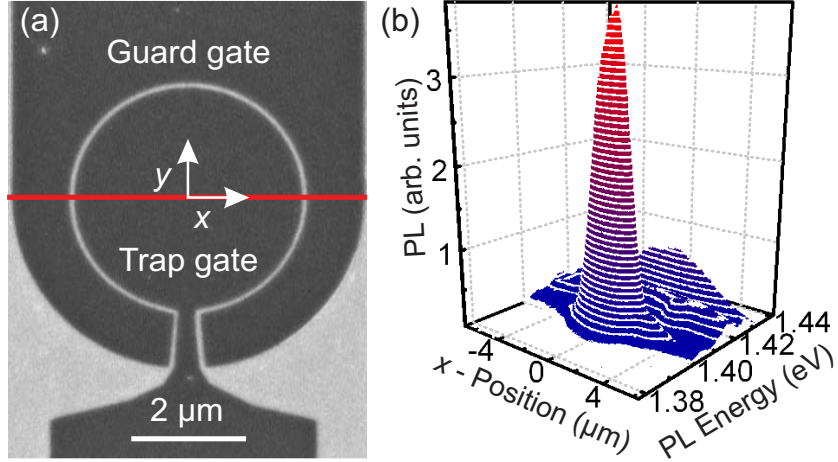 (a)
Guard gate
y
x
Trap gate
2 μm
(b)
PL (arb. units)
3
2
1
-4
0
4
x - Position (μm)
1.38
1.40
1.42
1.44
PL Energy (eV)